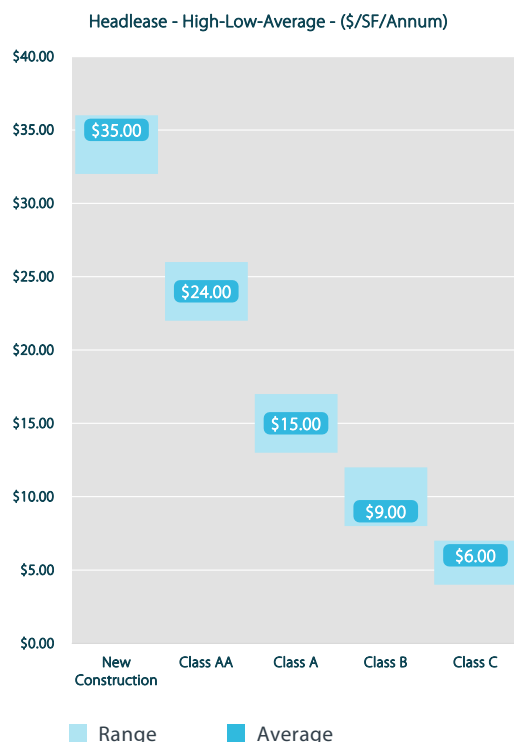 Headlease - High-Low-Average - ($/SF/Annum)
$40.00
$35.00
$30.00
$25.00
$20.00
$15.00
$10.00
$5.00
$0.00
$35.00
$24.00
$15.00
$9.00
$6.00
New
Construction
Class AA
Class A
Class B
Class C
Range
Average